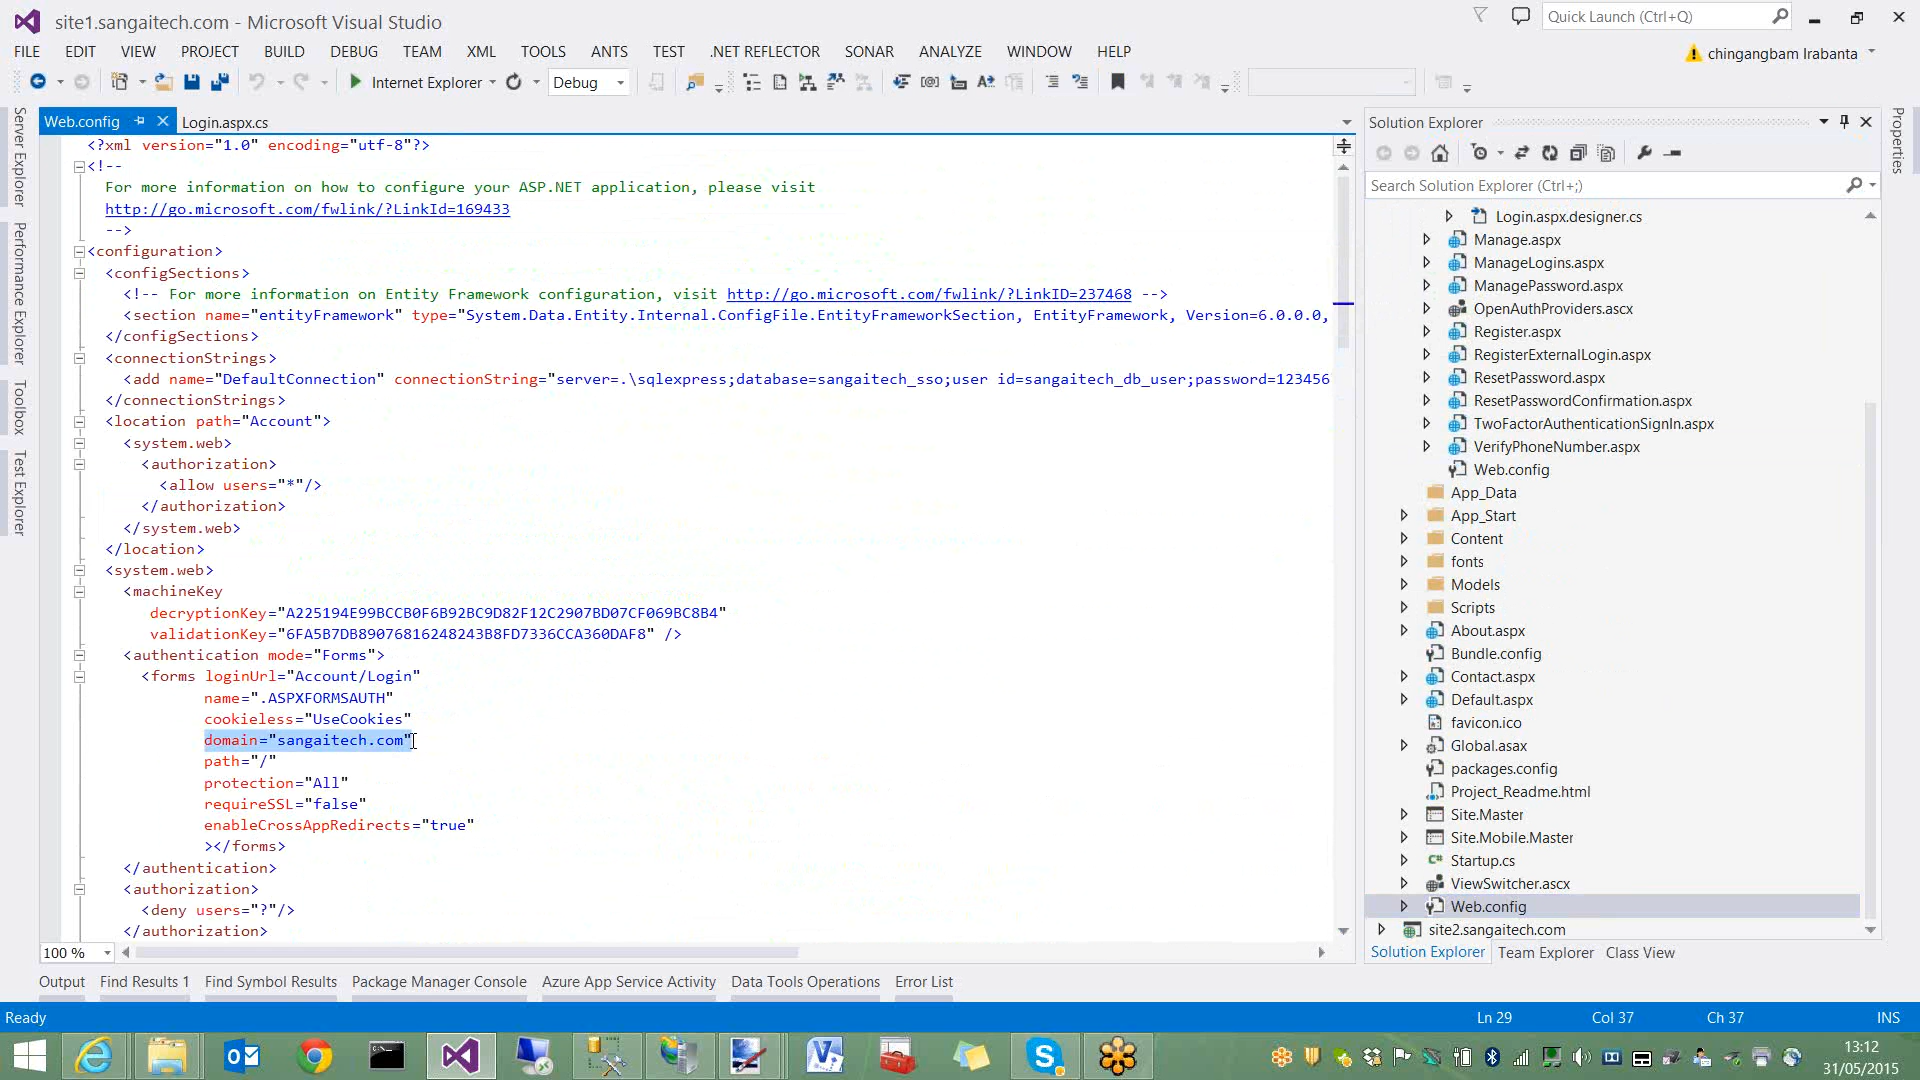 site1.sangaitech.com - Microsoft Visual Studio
Quick Launch (Ctrl+Q)
FILE EDIT VIEW PROJECT BUILD DEBUG TEAM XML TOOLS ANTS TEST .NET REFLECTOR SONAR ANALYZE WINDOW HELP
chingangbam Irabanta
Internet Explorer
Debug
Server Explorer
Performance Explorer
Toolbox
Test Explorer
Web.config
Login.aspx.cs
<?xml version="1.0" encoding="utf-8"?>
<!--
For more information on how to configure your ASP.NET application, please visit
http://go.microsoft.com/fwlink/?LinkId=169433
-->
<configuration>
<configSections>
<!-- For more information on Entity Framework configuration, visit http://go.microsoft.com/fwlink/?LinkID=237468 -->
<section name="entityFramework" type="System.Data.Entity.Internal.ConfigFile.EntityFrameworkSection, EntityFramework, Version=6.0.0.0,
</configSections>
<connectionStrings>
<add name="DefaultConnection" connectionString="server=.\sqlexpress;database=sangaitech_sso;user id=sangaitech_db_user;password=123456
</connectionStrings>
<location path="Account">
<system.web>
<authorization>
<allow users="*"/>
</authorization>
</system.web>
</location>
<system.web>
<machineKey
decryptionKey="A225194E99BCCB0F6B92BC9D82F12C2907BD07CF069BC8B4"
validationKey="6FA5B7DB89076816248243B8FD7336CCA360DAF8" />
<authentication mode="Forms">
<forms loginUrl="Account/Login"
name=".ASPXFORMSAUTH"
cookieless="UseCookies"
domain="sangaitech.com"
path="/"
protection="All"
requireSSL="false"
enableCrossAppRedirects="true"
></forms>
</authentication>
<authorization>
<deny users="?"/>
</authorization>
100 %
Solution Explorer
Search Solution Explorer (Ctrl+;)
Login.aspx.designer.cs
Manage.aspx
ManageLogins.aspx
ManagePassword.aspx
OpenAuthProviders.ascx
Register.aspx
RegisterExternalLogin.aspx
ResetPassword.aspx
ResetPasswordConfirmation.aspx
TwoFactorAuthenticationSignIn.aspx
VerifyPhoneNumber.aspx
Web.config
App_Data
App_Start
Content
fonts
Models
Scripts
About.aspx
Bundle.config
Contact.aspx
Default.aspx
favicon.ico
Global.asax
packages.config
Project_Readme.html
Site.Master
Site.Mobile.Master
Startup.cs
ViewSwitcher.ascx
Web.config
site2.sangaitech.com
Solution Explorer Team Explorer Class View
Properties
Output Find Results 1 Find Symbol Results Package Manager Console Azure App Service Activity Data Tools Operations Error List
Ready Ln 29 Col 37 Ch 37 INS
13:12
31/05/2015